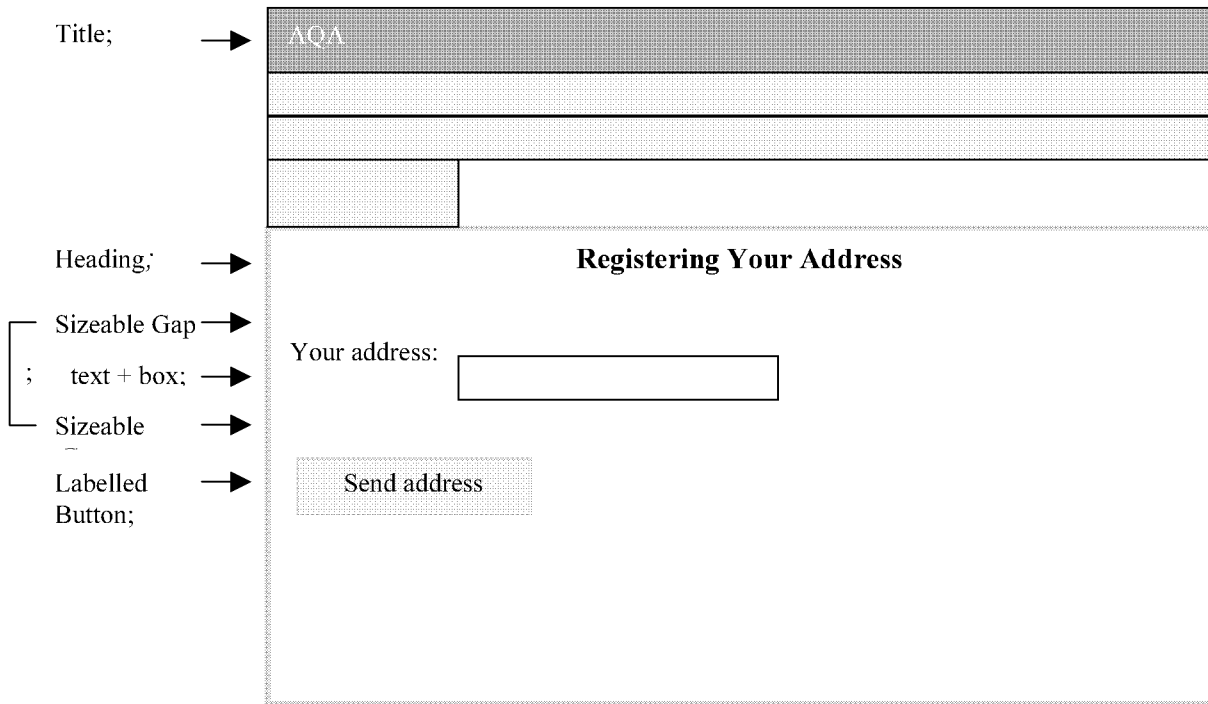 Title;
AQA
Heading;
Registering Your Address
Sizeable Gap
Your address:
; text + box;
Sizeable
Labelled
Button;
Send address